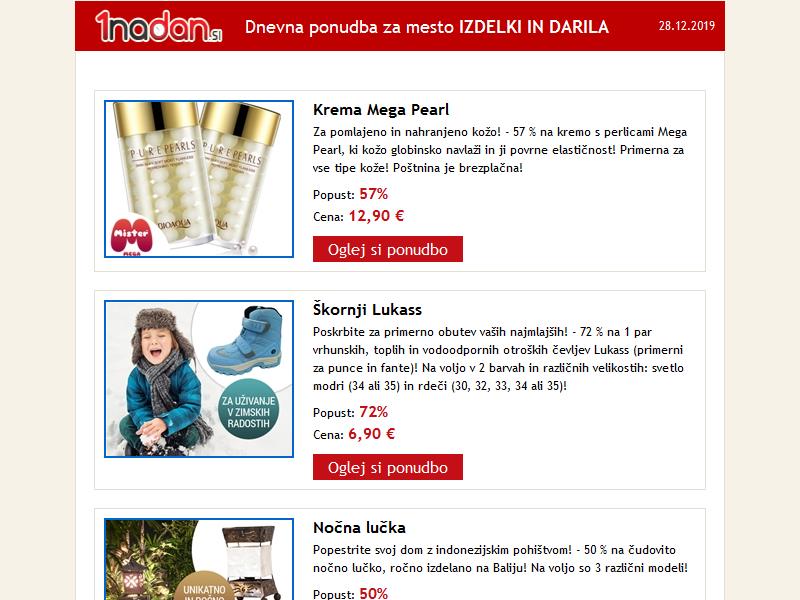 1nadan.si
Dnevna ponudba za mesto IZDELKI IN DARILA
28.12.2019
PUREPEARLS
PUREPEARLS
BIOAQUA
Mister
MEGA
Krema Mega Pearl
Za pomlajeno in nahranjeno kožo! - 57 % na kremo s perlicami Mega
Pearl, ki kožo globinsko navlaži in ji povrne elastičnost! Primerna za
vse tipe kože! Poštnina je brezplačna!
Popust: 57%
Cena: 12,90 €
Oglej si ponudbo
ZA UŽIVANJE
V ZIMSKIH
RADOSTIH
Škornji Lukass
Poskrbite za primerno obutev vaših najmlajših! - 72 % na 1 par
vrhunskih, toplih in vodoodpornih otroških čevljev Lukass (primerni
za punce in fante)! Na voljo v 2 barvah in različnih velikostih: svetlo
modri (34 ali 35) in rdeči (30, 32, 33, 34 ali 35)!
Popust: 72%
Cena: 6,90 €
Oglej si ponudbo
UNIKATNO
IN ROČNO
Nočna lučka
Popestrite svoj dom z indonezijskim pohištvom! - 50 % na čudovito
nočno lučko, ročno izdelano na Baliju! Na voljo so 3 različni modeli!
Popust: 50%